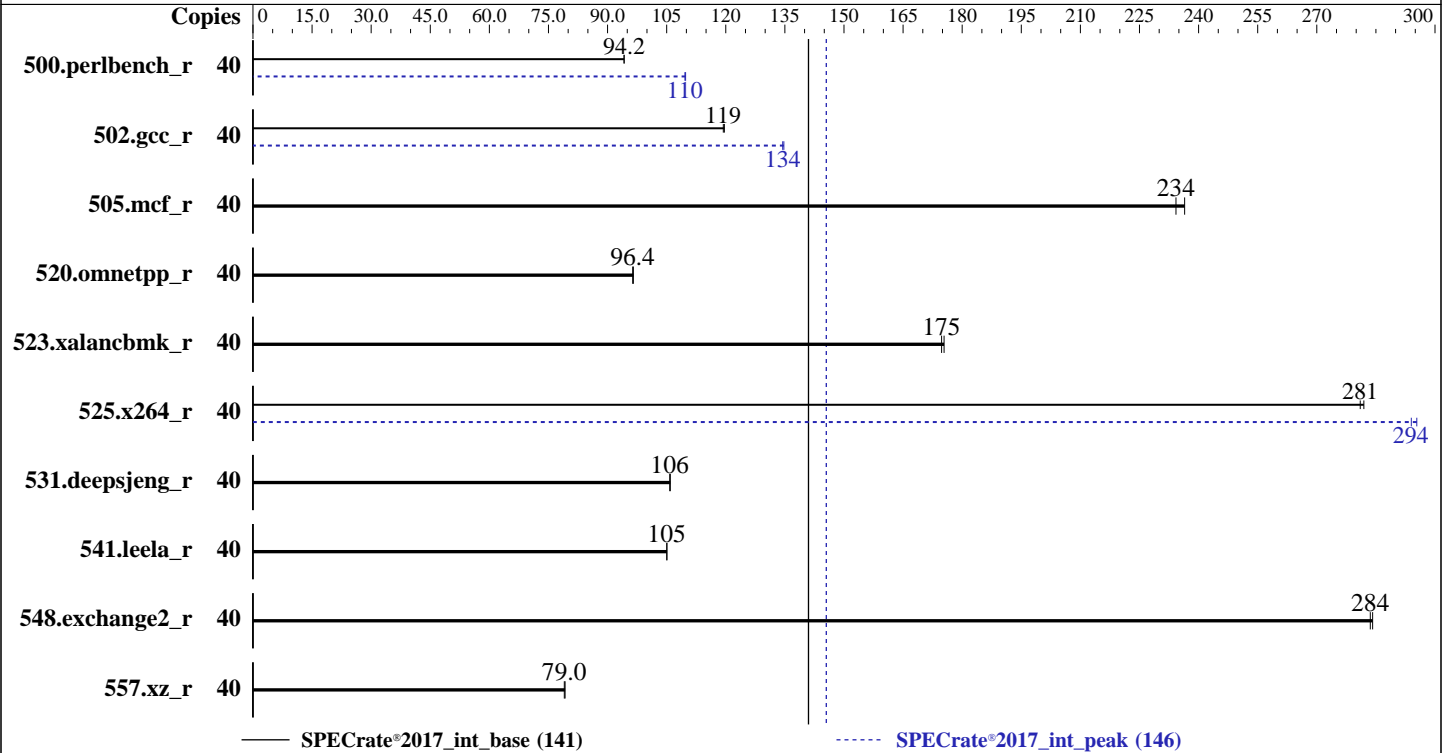 Copies 0 15.0 30.0 45.0 60.0 75.0 90.0 105 120 135 150 165 180 195 210 225 240 255 270 300
500.perlbench_r 40 94.2
110
502.gcc_r 40 119
134
505.mcf_r 40 234
520.omnetpp_r 40 96.4
523.xalancbmk_r 40 175
525.x264_r 40 281
294
531.deepsjeng_r 40 106
541.leela_r 40 105
548.exchange2_r 40 284
557.xz_r 40 79.0
SPECrate®2017_int_base (141) SPECrate®2017_int_peak (146)